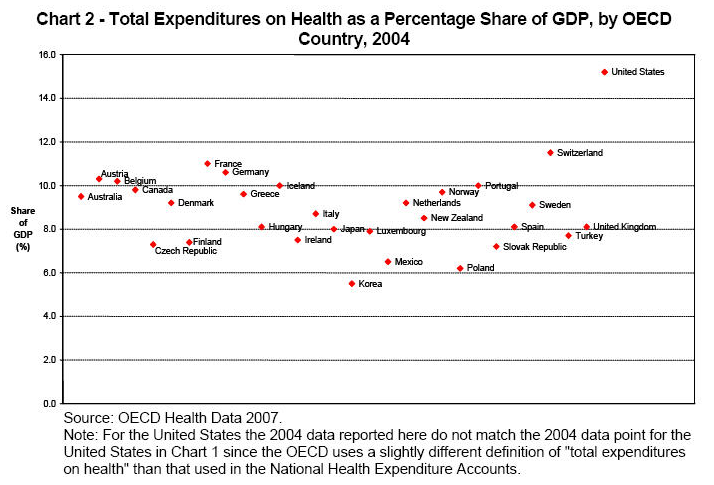 Chart 2 - Total Expenditures on Health as a Percentage Share of GDP, by OECD
Country, 2004
16.0
United States
14.0
12.0
Switzerland
France
Germany
Austria
Belgium
10.0
Canada
Iceland
Portugal
Australia
Greece
Norway
Denmark
Netherlands
Sweden
Share
of
GDP
(%)
Italy
New Zealand
8.0
Hungary
Japan
Luxembourg
Spain
United Kingdom
Turkey
Finland
Ireland
Czech Republic
Slovak Republic
Mexico
Poland
6.0
Korea
4.0
2.0
0.0
Source: OECD Health Data 2007.
Note: For the United States the 2004 data reported here do not match the 2004 data point for the
United States in Chart 1 since the OECD uses a slightly different definition of "total expenditures
on health" than that used in the National Health Expenditure Accounts.